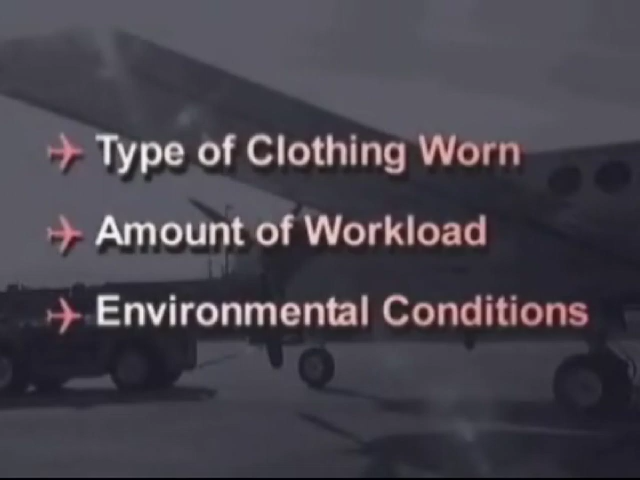 Type of Clothing Worn
Amount of Workload
Environmental Conditions